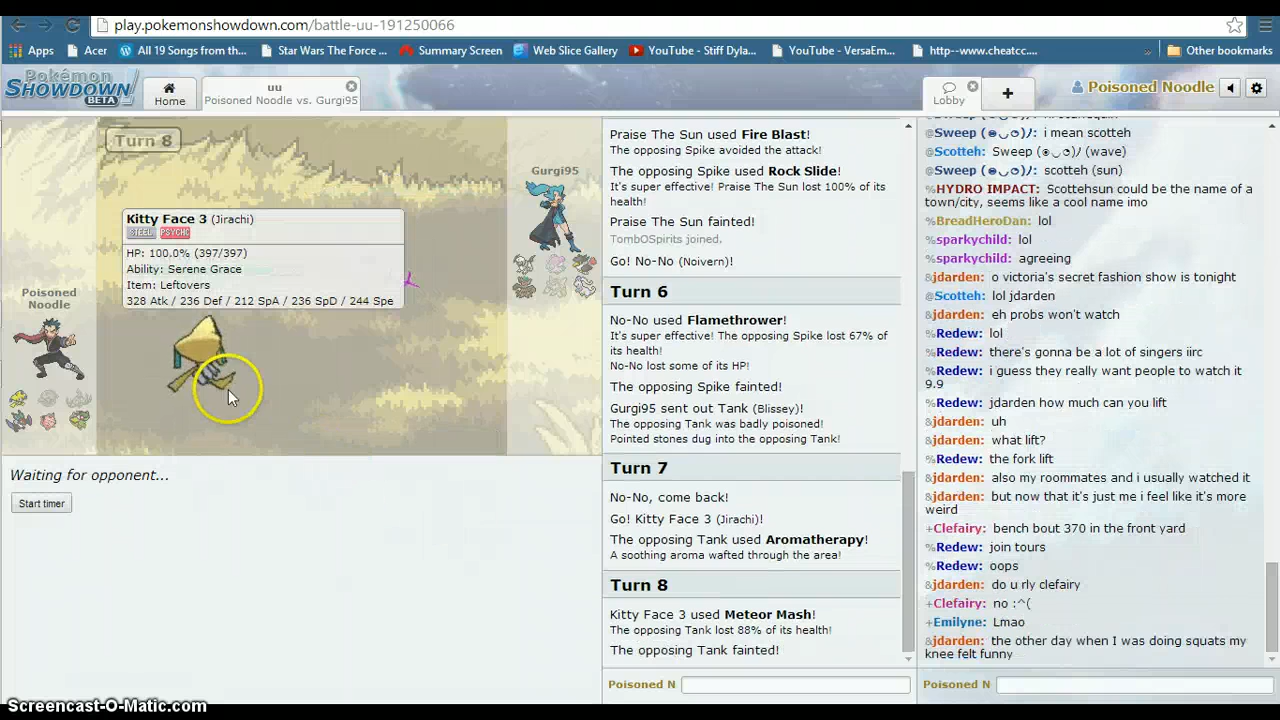 play.pokemonshowdown.com/battle-uu-191250066
Apps
Acer
All 19 Songs from th...
Star Wars The Force ...
Summary Screen
Web Slice Gallery
YouTube - Stiff Dyla...
YouTube - VersaEm...
http--www.cheatcc....
»
Other bookmarks
Pokémon
SHOWDOWN
BETA
Home
uu
Poisoned Noodle vs. Gurgi95
Lobby
+
Poisoned Noodle
Turn 8
Kitty Face 3 (Jirachi)
STEEL PSYCHC
HP: 100.0% (397/397)
Ability: Serene Grace
Item: Leftovers
328 Atk / 236 Def / 212 SpA / 236 SpD / 244 Spe
Poisoned
Noodle
Gurgi95
Waiting for opponent...
Start timer
Praise The Sun used Fire Blast!
The opposing Spike avoided the attack!
The opposing Spike used Rock Slide!
It's super effective! Praise The Sun lost 100% of its
health!
Praise The Sun fainted!
TombOSpirits joined.
Go! No-No (Noivern)!
Turn 6
No-No used Flamethrower!
It's super effective! The opposing Spike lost 67% of
its health!
No-No lost some of its HP!
The opposing Spike fainted!
Gurgi95 sent out Tank (Blissey)!
The opposing Tank was badly poisoned!
Pointed stones dug into the opposing Tank!
Turn 7
No-No, come back!
Go! Kitty Face 3 (Jirachi)!
The opposing Tank used Aromatherapy!
A soothing aroma wafted through the area!
Turn 8
Kitty Face 3 used Meteor Mash!
The opposing Tank lost 88% of its health!
The opposing Tank fainted!
Poisoned N
@Sweep (๑◡๑)ﾉ: i mean scotteh
@Scotteh: Sweep (๑◡๑)ﾉ (wave)
@Sweep (๑◡๑)ﾉ: scotteh (sun)
%HYDRO IMPACT: Scottehsun could be the name of a
town/city, seems like a cool name imo
%BreadHeroDan: lol
%sparkychild: lol
%sparkychild: agreeing
&jdarden: o victoria's secret fashion show is tonight
@Scotteh: lol jdarden
&jdarden: eh probs won't watch
%Redew: lol
%Redew: there's gonna be a lot of singers iirc
%Redew: i guess they really want people to watch it
9.9
%Redew: jdarden how much can you lift
&jdarden: uh
&jdarden: what lift?
%Redew: the fork lift
&jdarden: also my roommates and i usually watched it
&jdarden: but now that it's just me i feel like it's more
weird
+Clefairy: bench bout 370 in the front yard
%Redew: join tours
%Redew: oops
&jdarden: do u rly clefairy
+Clefairy: no :^(
+Emilyne: Lmao
&jdarden: the other day when I was doing squats my
knee felt funny
Poisoned N
Screencast-O-Matic.com